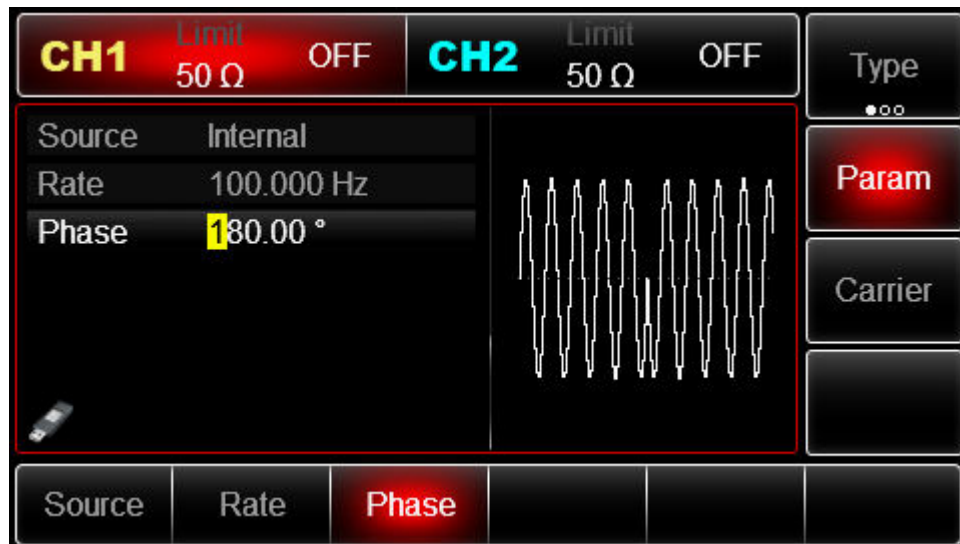 CH1 Limit 50 Ω OFF CH2 Limit 50 Ω OFF
Type
Source Internal
Rate 100.000 Hz
Phase 180.00 °
Param
Carrier
Source Rate Phase